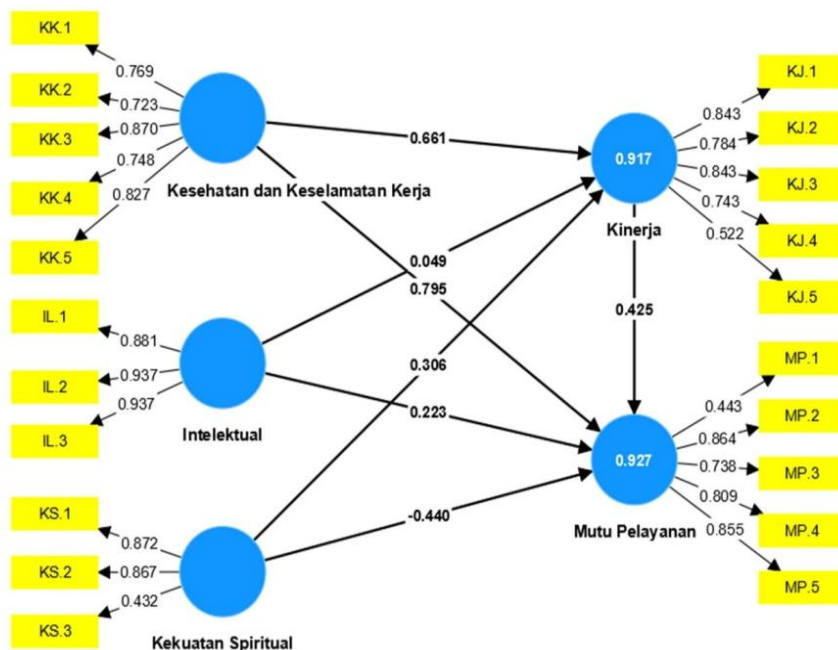 KK.1
0.769
KK.2
0.723
KK.3
0.870
KK.4
0.748
0.827
KK.5
Kesehatan dan Keselamatan Kerja
0.661
0.917
Kinerja
KJ.1
0.843
KJ.2
0.784
KJ.3
0.843
0.743
KJ.4
0.522
KJ.5
0.049
0.795
0.425
IL.1
0.881
IL.2
0.937
0.937
IL.3
Intelektual
0.306
0.223
MP.1
0.443
MP.2
0.864
0.738
MP.3
0.809
MP.4
0.855
MP.5
0.927
Mutu Pelayanan
-0.440
KS.1
0.872
KS.2
0.867
0.432
KS.3
Kekuatan Spiritual